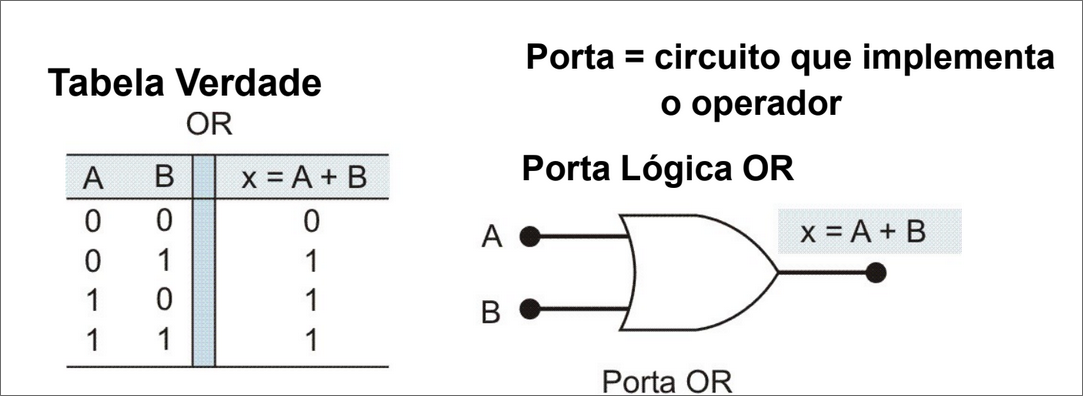 Tabela Verdade
OR
A B x = A + B
0 0 0
0 1 1
1 0 1
1 1 1
Porta = circuito que implementa
o operador
Porta Lógica OR
A
x = A + B
B
Porta OR